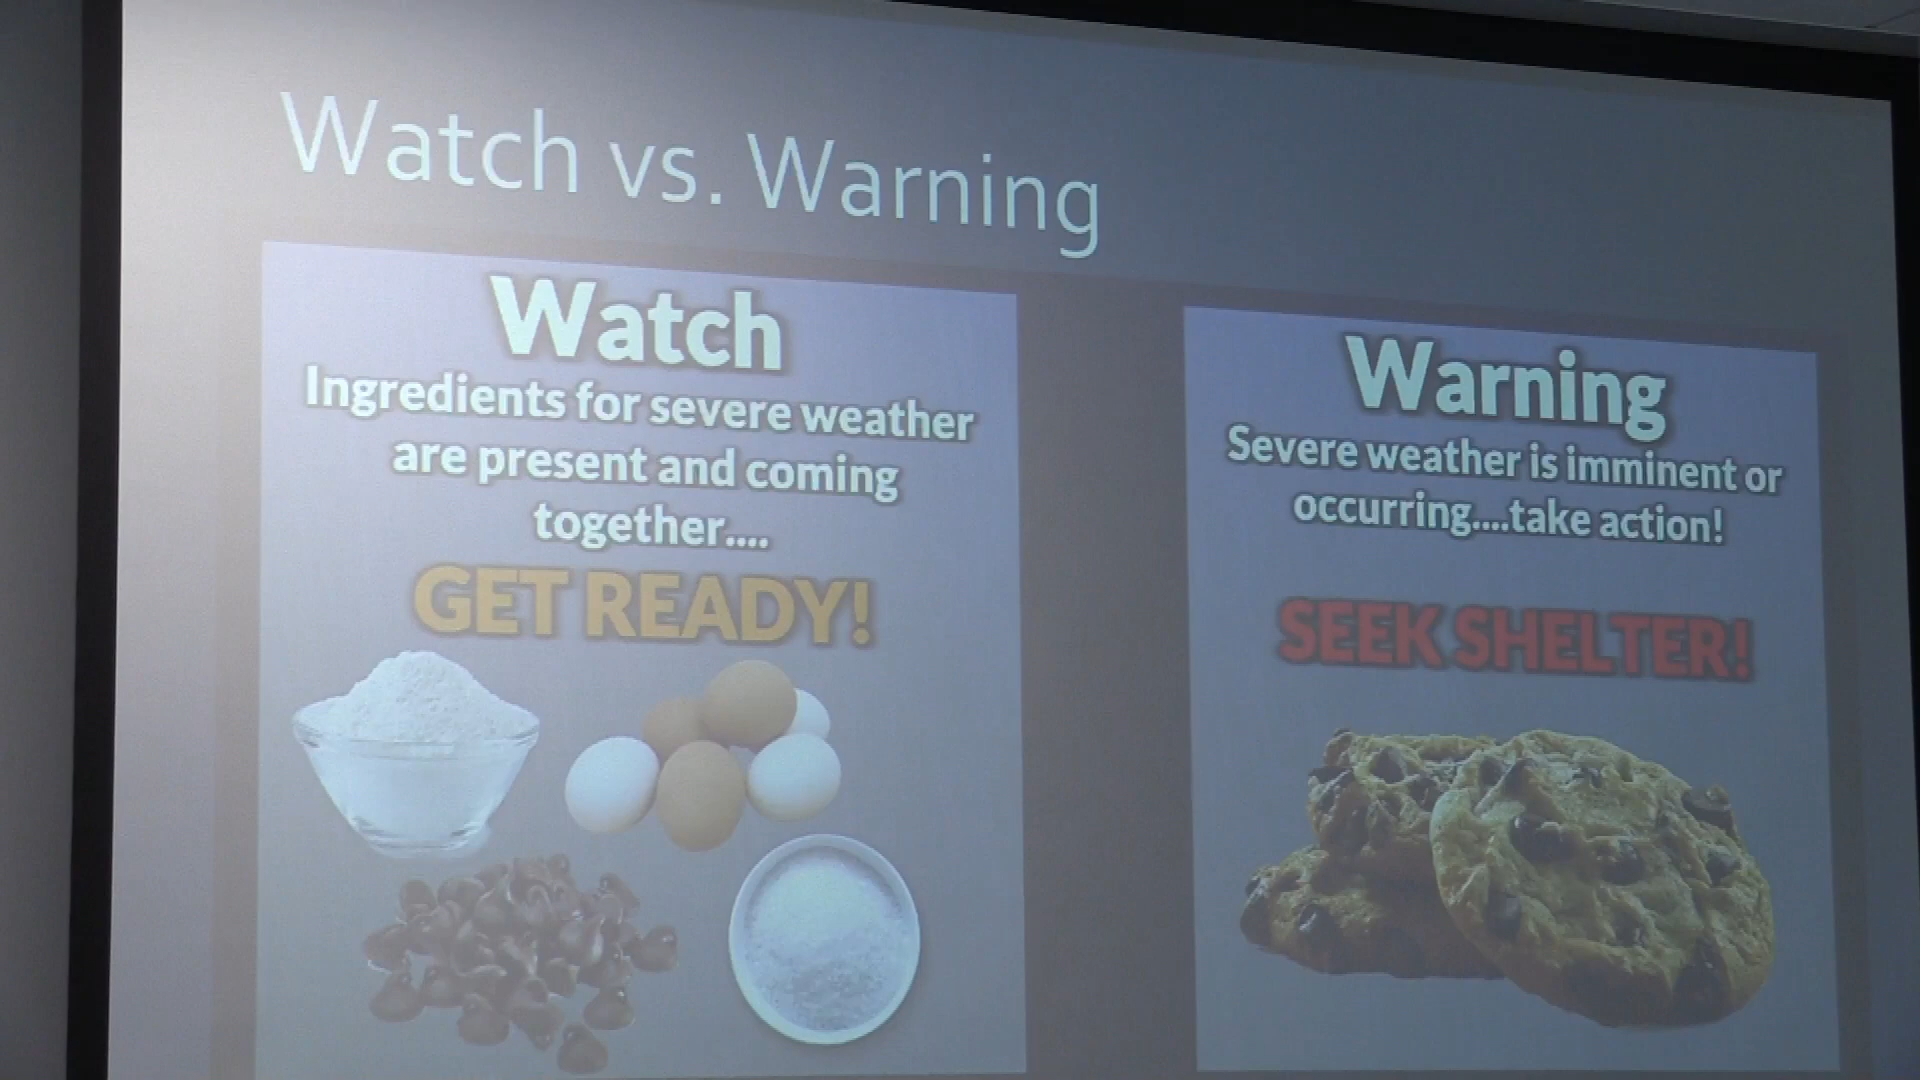 Watch vs. Warning
Watch
Ingredients for severe weather
are present and coming
together....
GET READY!
Warning
Severe weather is imminent or
occurring....take action!
SEEK SHELTER!